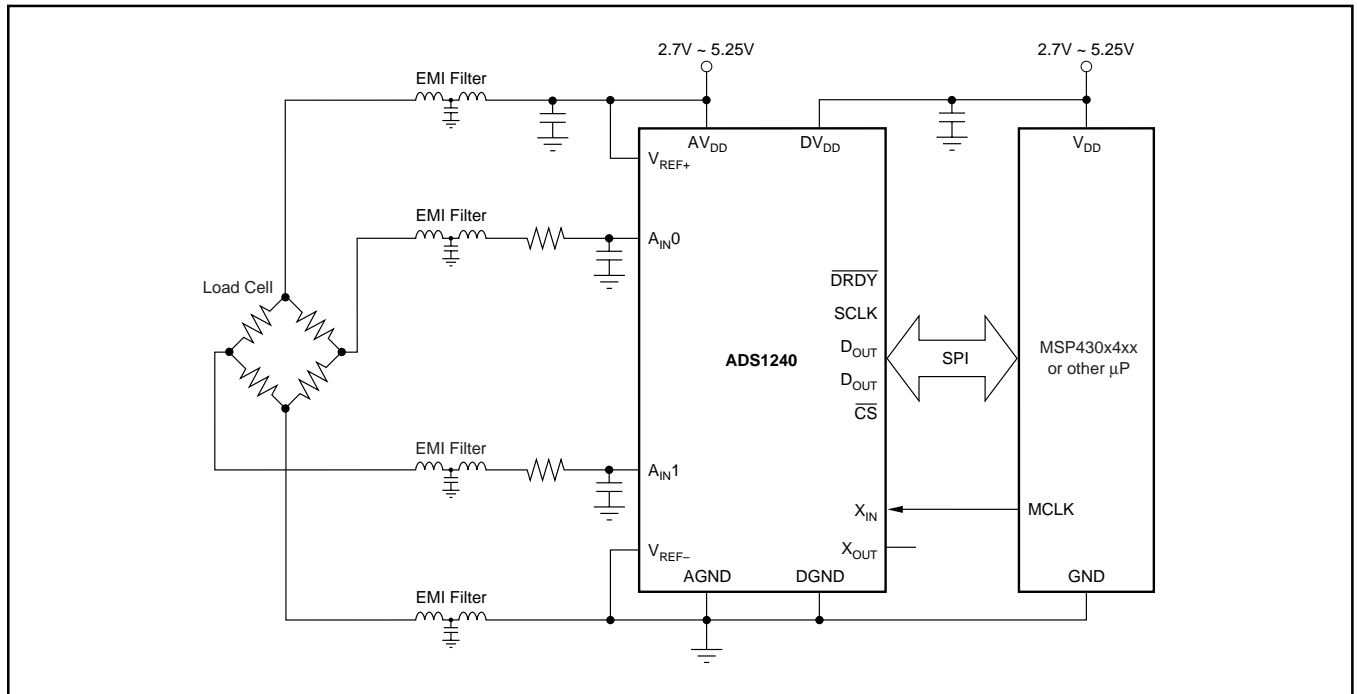 2.7V ~ 5.25V
2.7V ~ 5.25V
EMI Filter
AVDD
DVDD
VDD
VREF+
EMI Filter
AIN0
DRDY
Load Cell
SCLK
DOUT
SPI
MSP430x4xx
or other μP
ADS1240
DOUT
CS
EMI Filter
AIN1
XIN
MCLK
XOUT
VREF–
AGND
DGND
GND
EMI Filter